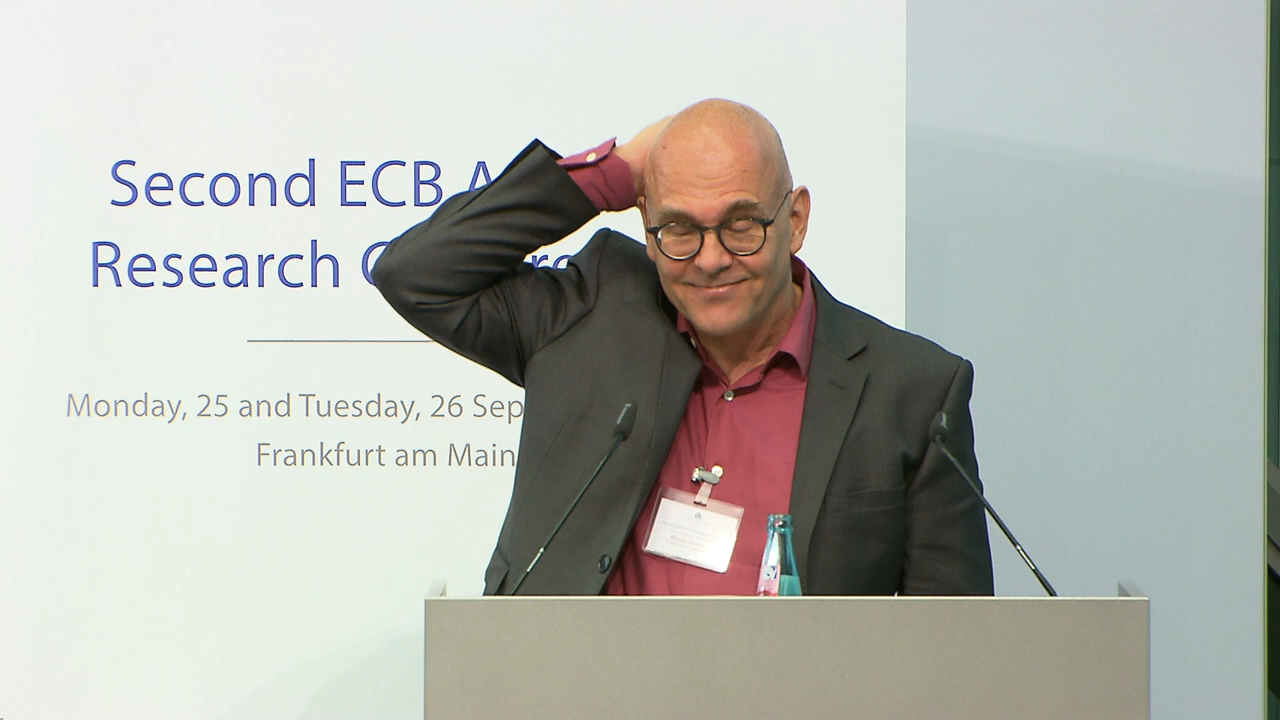 Second ECB A
Research C
Monday, 25 and Tuesday, 26 Sep
Frankfurt am Main